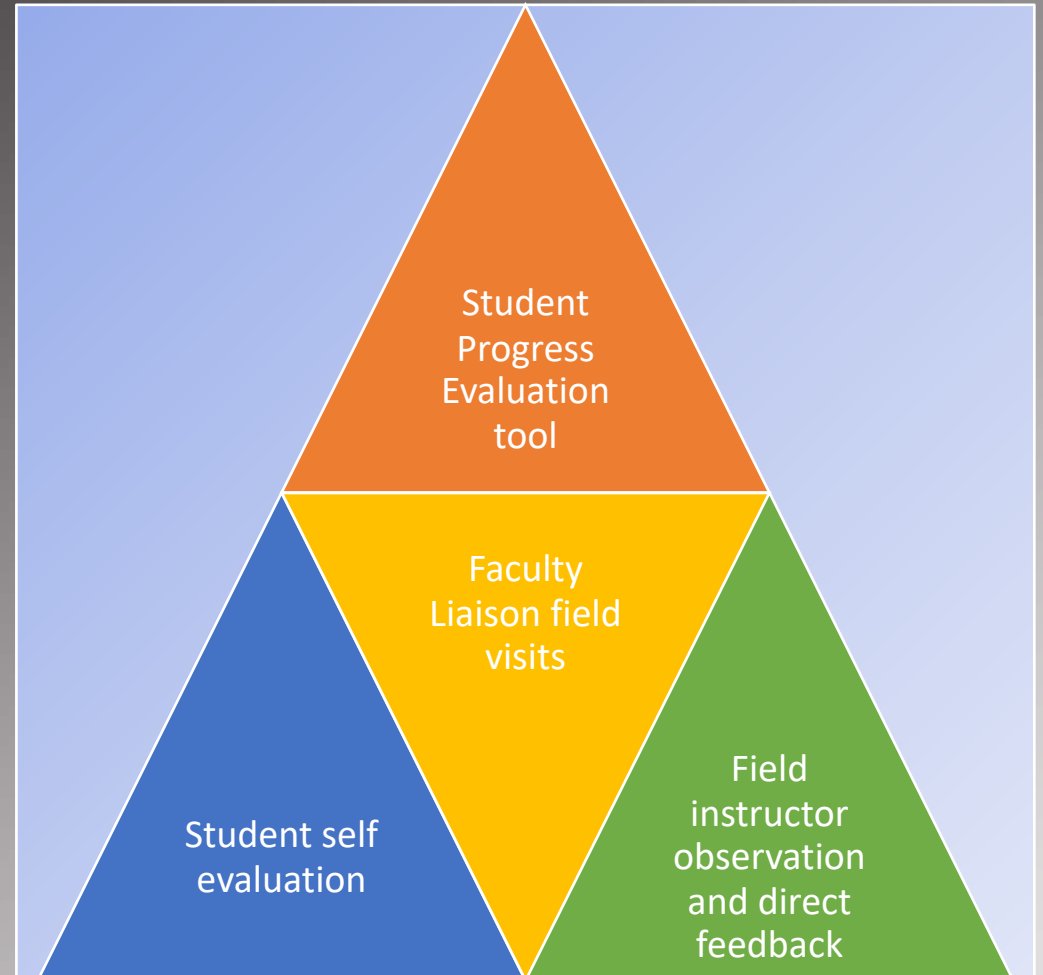 Student
Progress
Evaluation
tool
Faculty
Liaison field
visits
Student self
evaluation
Field
instructor
observation
and direct
feedback